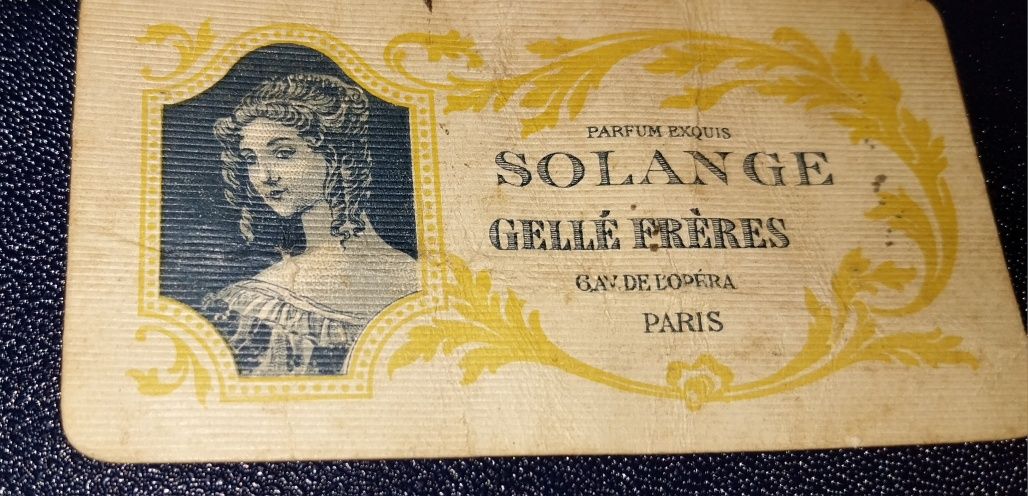 PARFUM EXQUIS
SOLANGE
GELLÉ FRÈRES
6, AV. DE L'OPÉRA
PARIS